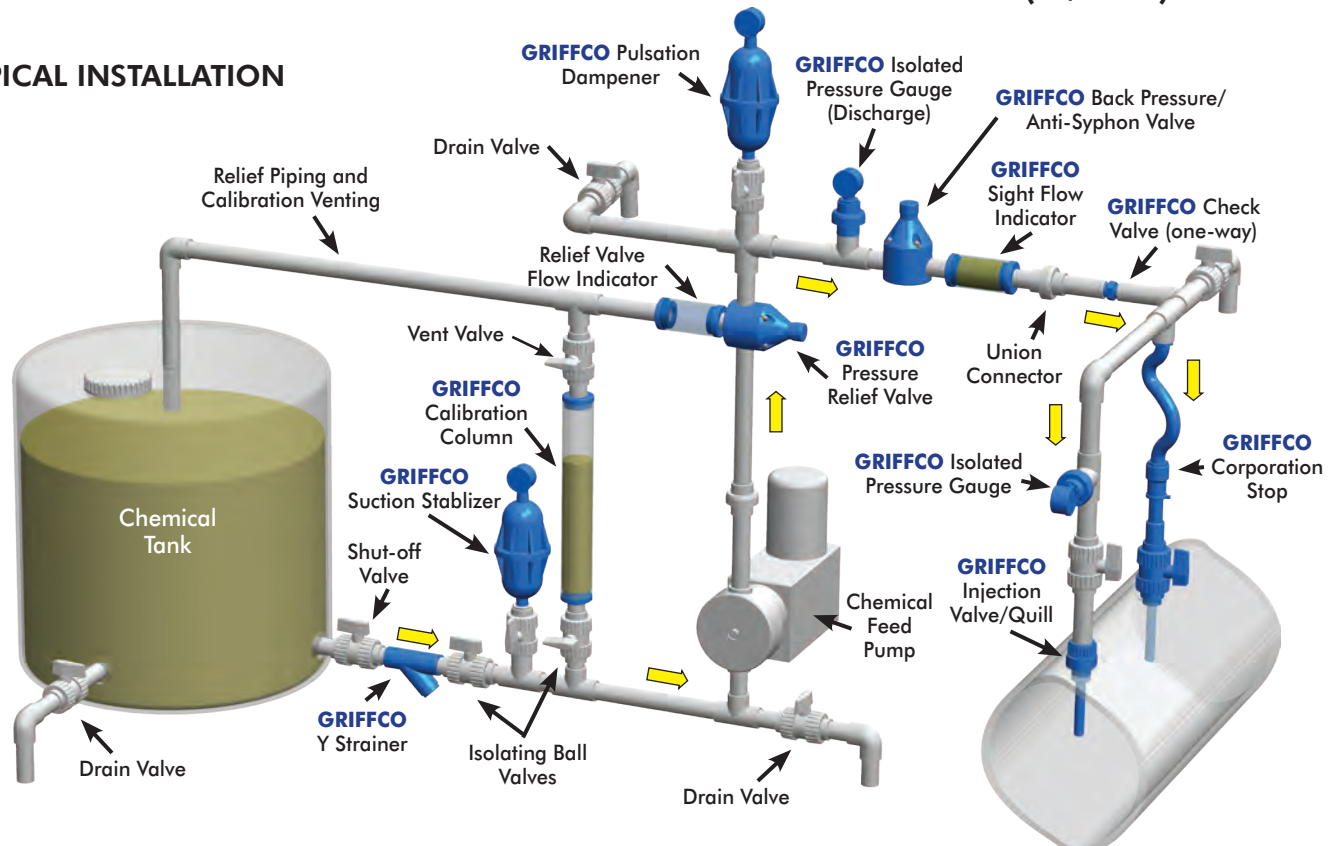 PICAL INSTALLATION
GRIFFCO Pulsation
Dampener
GRIFFCO Isolated
Pressure Gauge
(Discharge)
GRIFFCO Back Pressure/
Anti-Syphon Valve
Drain Valve
Relief Piping and
Calibration Venting
GRIFFCO
Sight Flow
Indicator
GRIFFCO Check
Valve (one-way)
Relief Valve
Flow Indicator
Vent Valve
GRIFFCO
Pressure
Relief Valve
Union
Connector
GRIFFCO
Calibration
Column
GRIFFCO
Suction Stablizer
GRIFFCO Isolated
Pressure Gauge
GRIFFCO
Corporation
Stop
Chemical
Tank
Shut-off
Valve
Chemical
Feed
Pump
GRIFFCO
Injection
Valve/Quill
GRIFFCO
Y Strainer
Isolating Ball
Valves
Drain Valve
Drain Valve